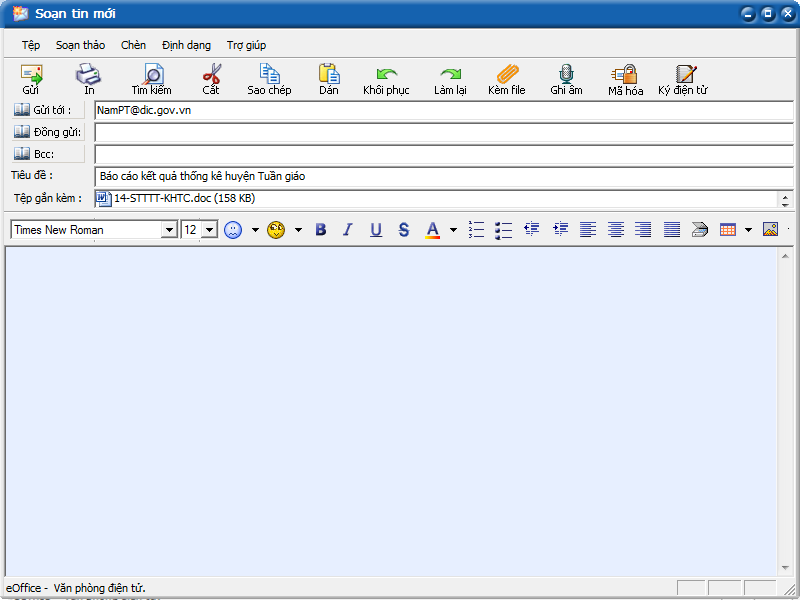 Soạn tin mới
Tệp Soạn thảo Chèn Định dạng Trợ giúp
Gửi In Tìm kiếm Cắt Sao chép Dán Khôi phục Làm lại Kèm file Ghi âm Mã hóa Ký điện tử
Gửi tới : NamPT@dic.gov.vn
Đồng gửi:
Bcc:
Tiêu đề : Báo cáo kết quả thống kê huyện Tuần giáo
Tệp gắn kèm : 14-STTTT-KHTC.doc (158 KB)
Times New Roman 12 B I U S A
eOffice - Văn phòng điện tử.